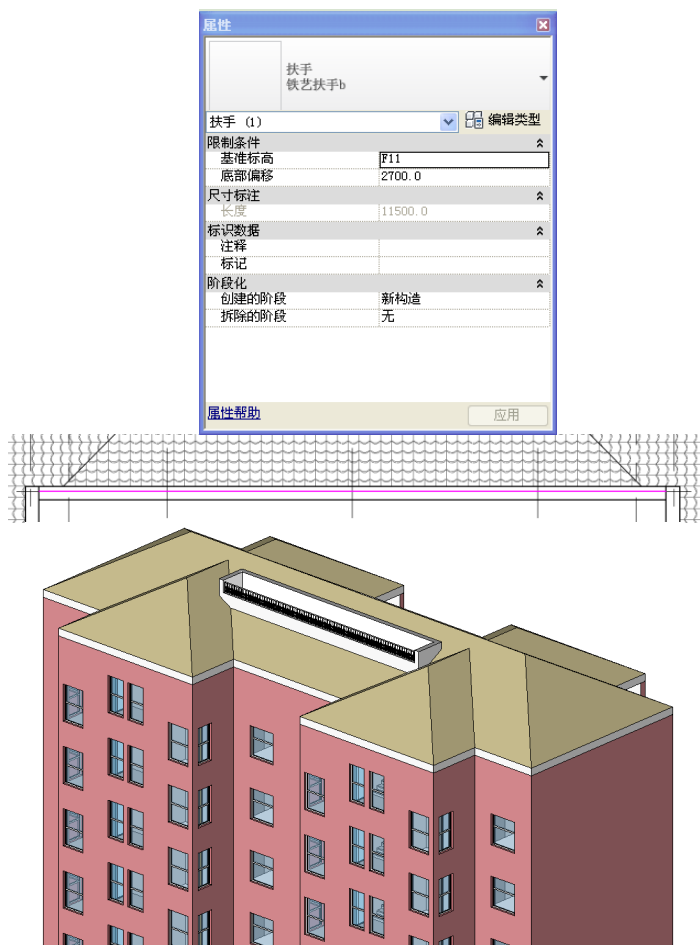 属性
扶手
铁艺扶手b
扶手 (1)
编辑类型
限制条件
基准标高 F11
底部偏移 2700.0
尺寸标注
长度 11500.0
标识数据
注释
标记
阶段化
创建的阶段 新构造
拆除的阶段 无
属性帮助
应用